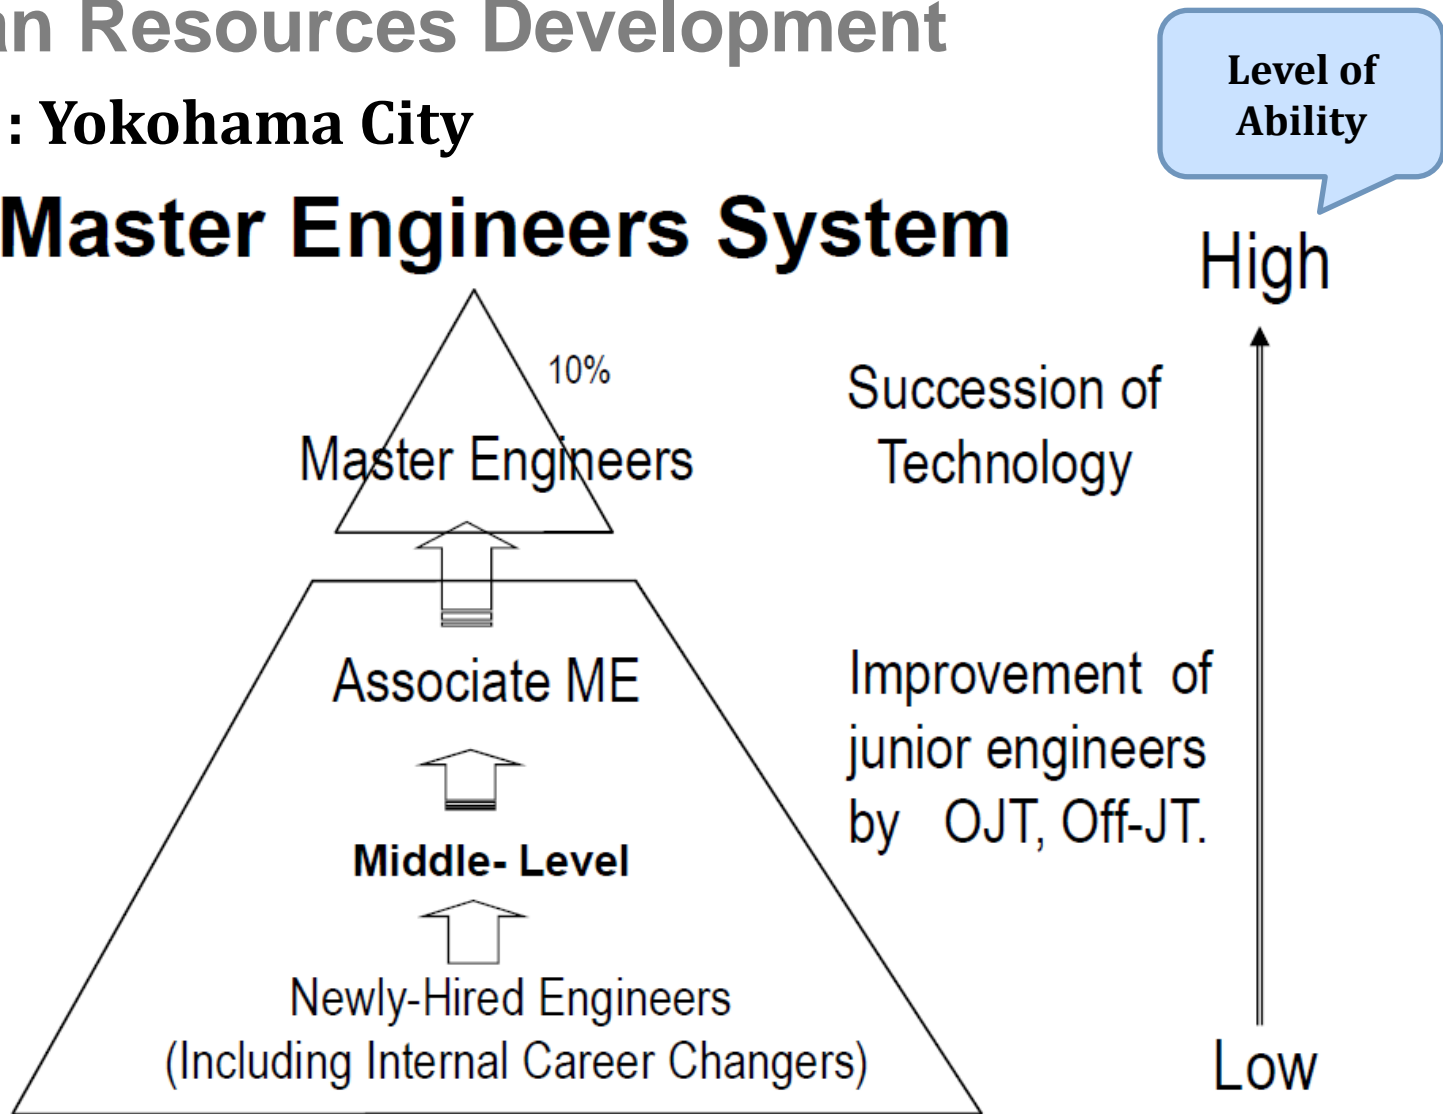 an Resources Development
: Yokohama City
Level of
Ability
Master Engineers System
High
10%
Master Engineers
Succession of
Technology
Associate ME
Improvement of
junior engineers
by OJT, Off-JT.
Middle- Level
Newly-Hired Engineers
(Including Internal Career Changers)
Low